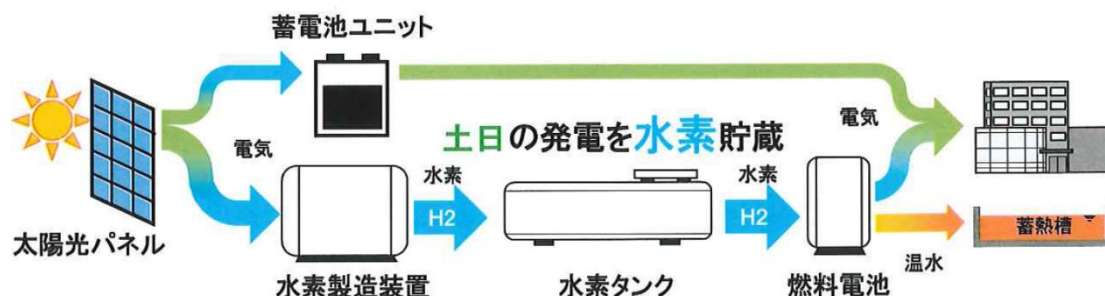 蓄電池ユニット
土日の発電を水素貯蔵
電気
電気
水素
水素
H2
H2
蓄熱槽
太陽光パネル
水素製造装置
水素タンク
燃料電池
温水